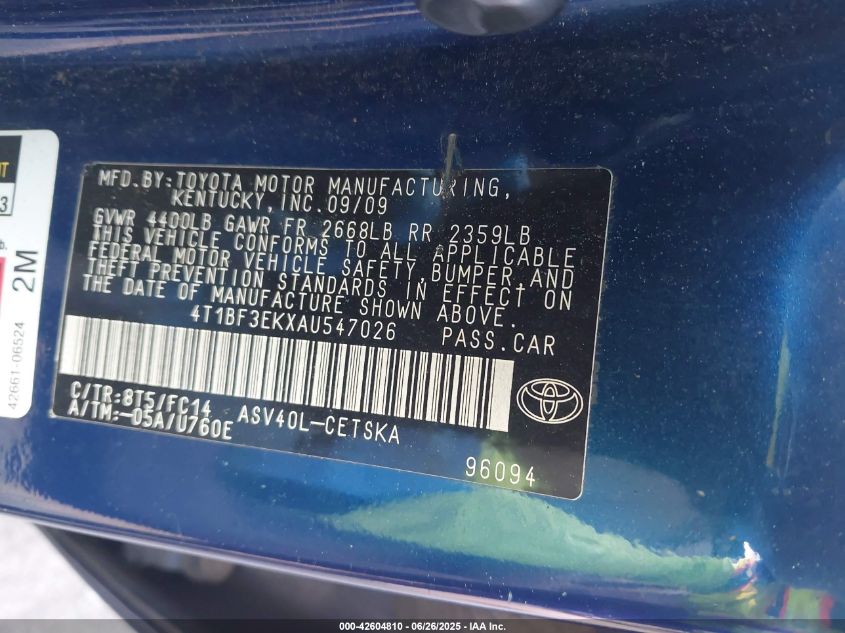 MFD.BY:TOYOTA MOTOR MANUFACTURING,
KENTUCKY, INC.09/09
GVWR 4400LB GAWR FR 2668LB RR 2359LB
THIS VEHICLE CONFORMS TO ALL APPLICABLE
FEDERAL MOTOR VEHICLE SAFETY, BUMPER,AND
THEFT PREVENTION STANDARDS IN EFFECT ON
THE DATE OF MANUFACTURE SHOWN ABOVE.
4T1BF3EKXAU547026 PASS.CAR
C/TR:8T5/FC14
A/TM:-05A/U760E
ASV40L-CETSKA
96094
2M
42661-06524
000-42604810 - 06/26/2025 - IAA Inc.